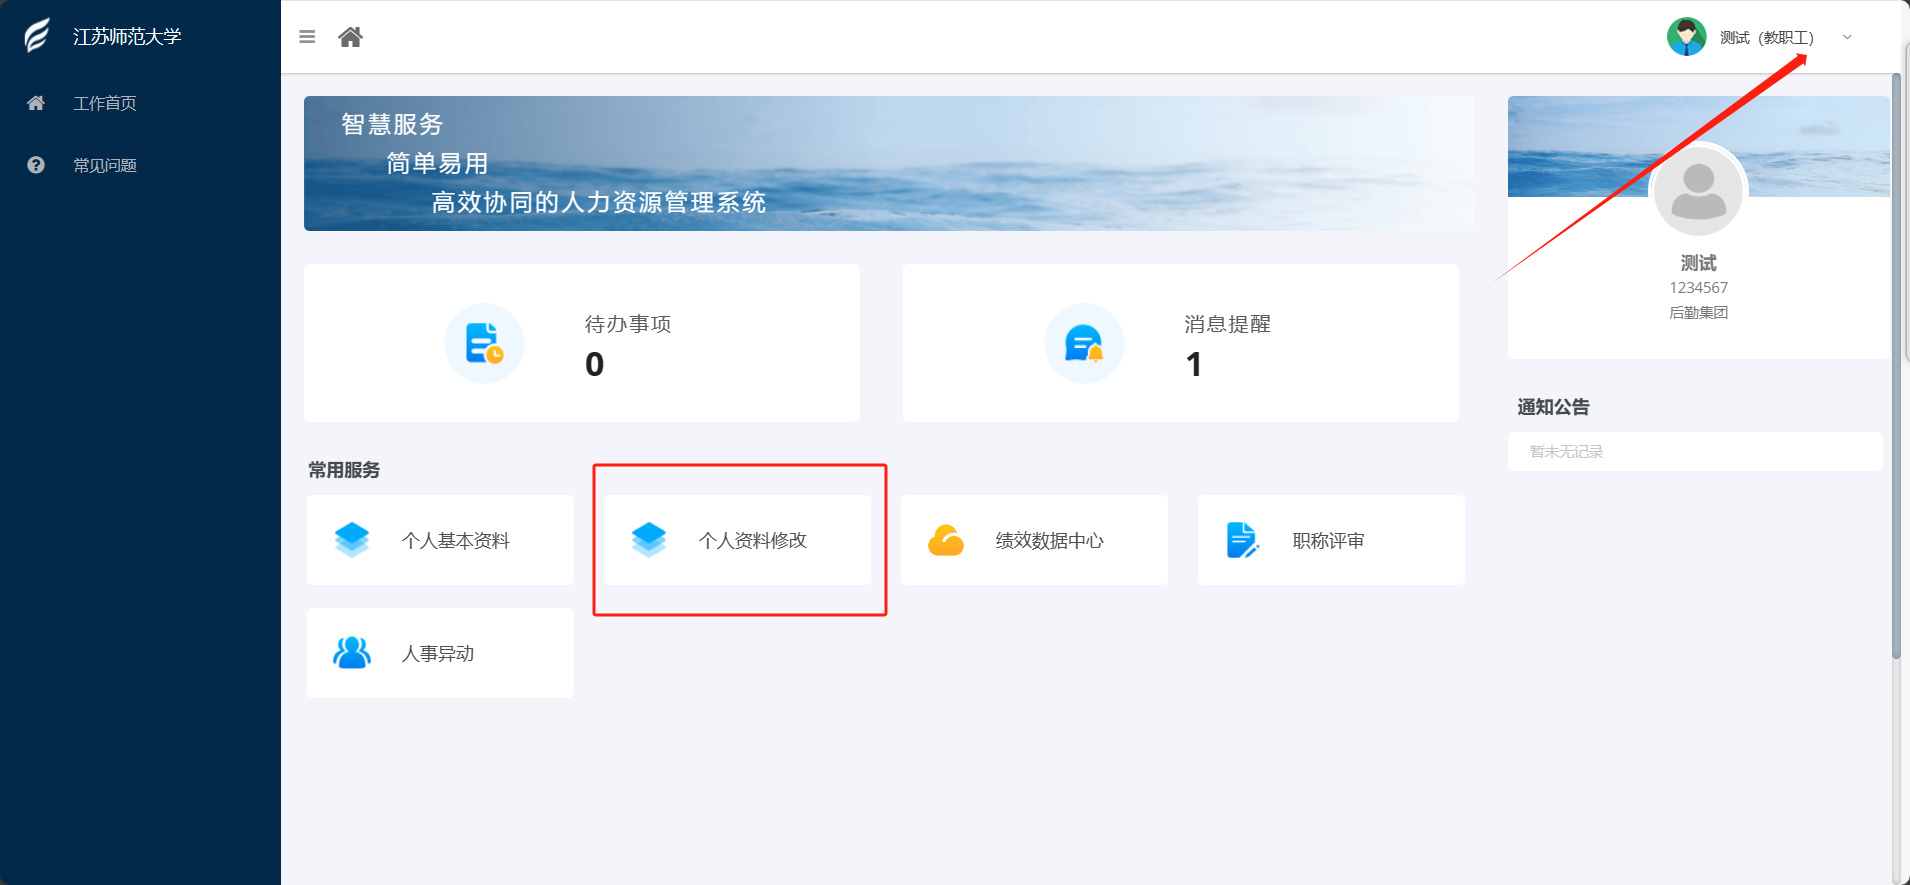 江苏师范大学
测试（教职工）
工作首页
常见问题
智慧服务
简单易用
高效协同的人力资源管理系统
待办事项
0
消息提醒
1
测试
1234567
后勤集团
通知公告
暂未无记录
常用服务
个人基本资料
个人资料修改
绩效数据中心
职称评审
人事异动